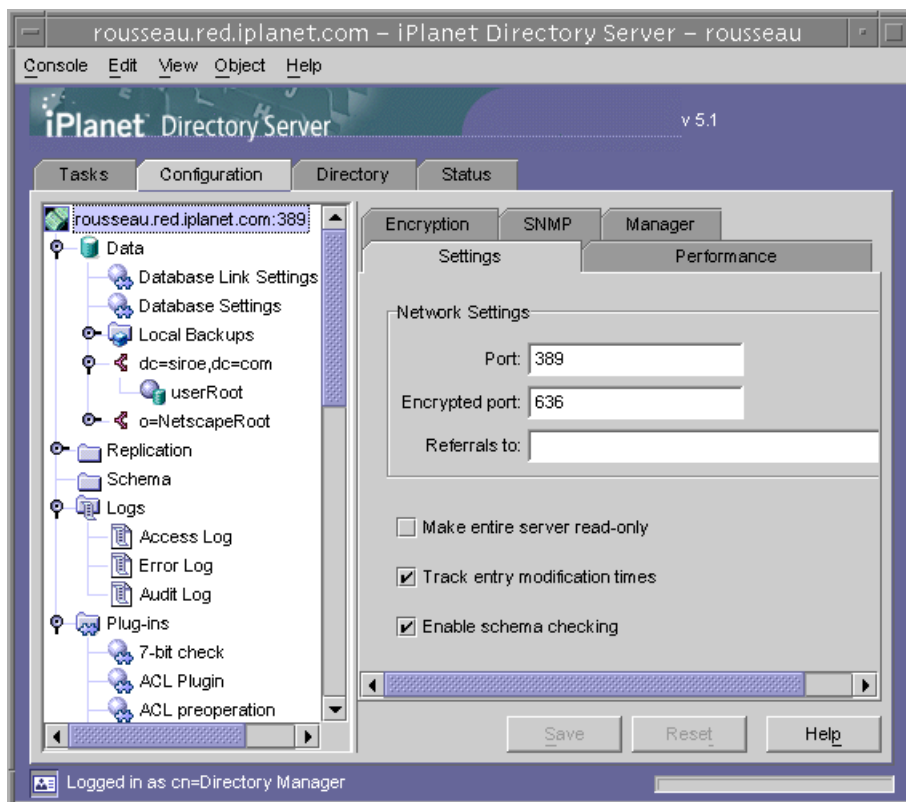 rousseau.red.iplanet.com – iPlanet Directory Server – rousseau
Console Edit View Object Help
iPlanet Directory Server
v 5.1
Tasks Configuration Directory Status
rousseau.red.iplanet.com:389
Data
Database Link Settings
Database Settings
Local Backups
dc=siroe,dc=com
userRoot
o=NetscapeRoot
Replication
Schema
Logs
Access Log
Error Log
Audit Log
Plug-ins
7-bit check
ACL Plugin
ACL preoperation
Encryption SNMP Manager
Settings Performance
Network Settings
Port: 389
Encrypted port: 636
Referrals to:
Make entire server read-only
Track entry modification times
Enable schema checking
Save Reset Help
Logged in as cn=Directory Manager